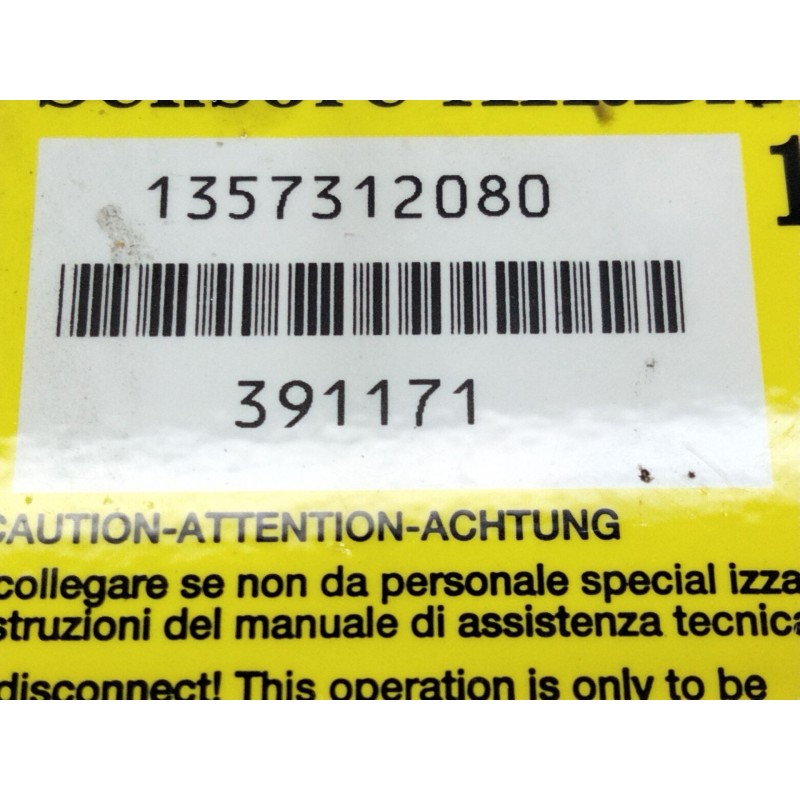 1
1357312080
391171
CAUTION-ATTENTION-ACHTUNG
collegare se non da personale special izza
struzioni del manuale di assistenza tecnica
disconnect! This operation is only to be